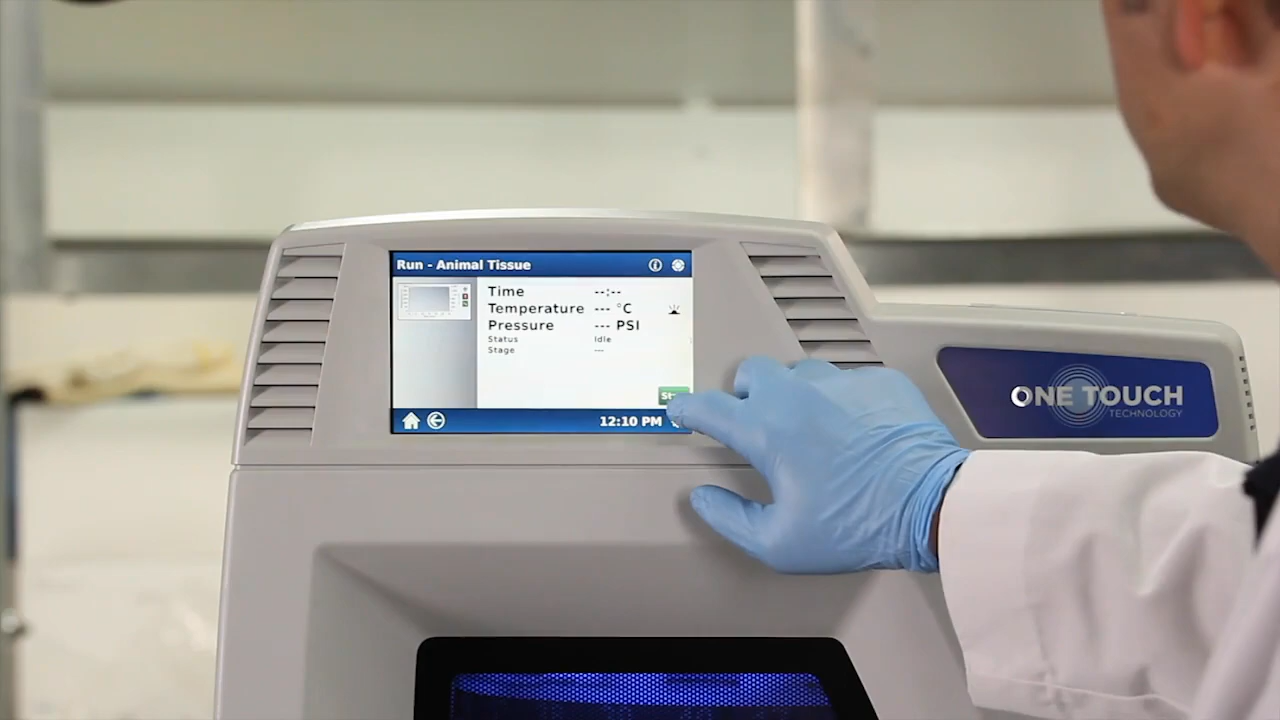 Run - Animal Tissue
Time --:--
Temperature --- °C
Pressure --- PSI
Status Idle
Stage ---
12:10 PM
ONE TOUCH
TECHNOLOGY